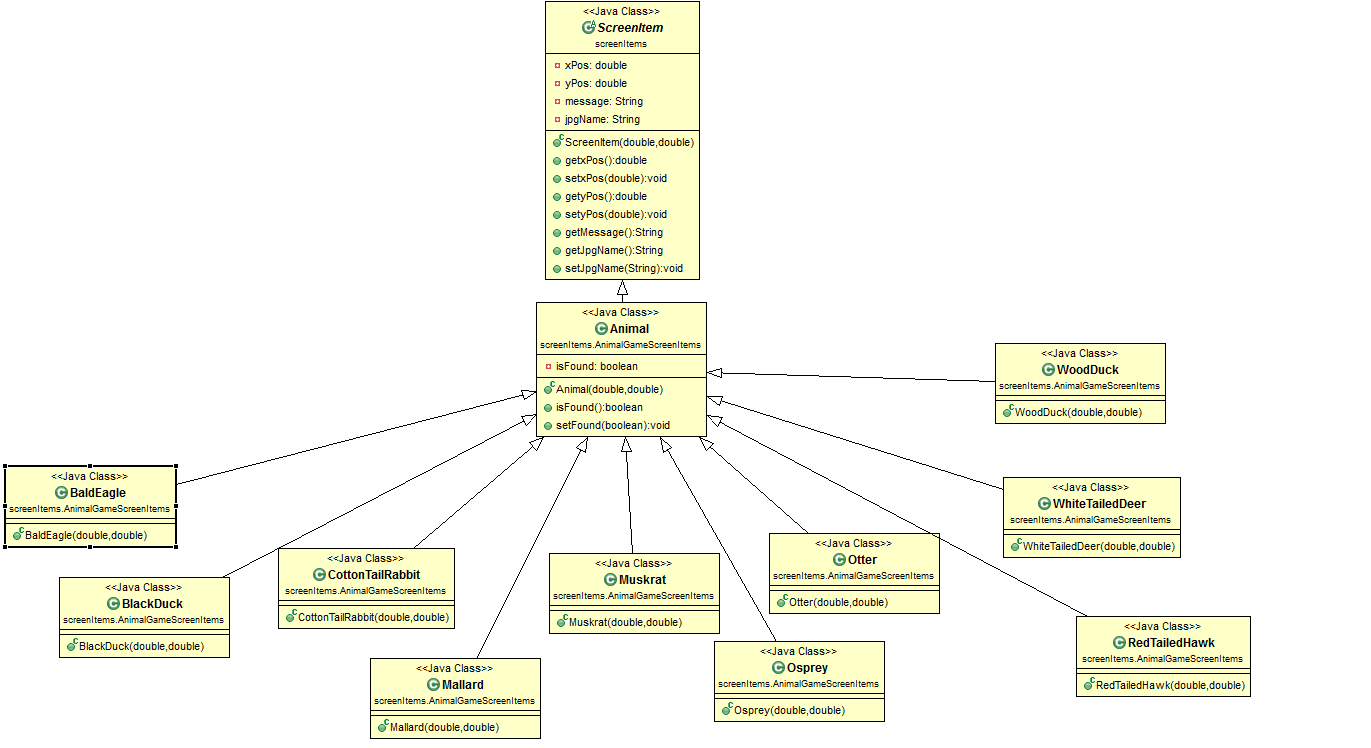 <<Java Class>>
ScreenItem
screenItems
xPos: double
yPos: double
message: String
jpgName: String
ScreenItem(double,double)
getxPos():double
setxPos(double):void
getyPos():double
setyPos(double):void
getMessage():String
getJpgName():String
setJpgName(String):void
<<Java Class>>
Animal
screenItems.AnimalGameScreenItems
isFound: boolean
Animal(double,double)
isFound():boolean
setFound(boolean):void
<<Java Class>>
WoodDuck
screenItems.AnimalGameScreenItems
WoodDuck(double,double)
<<Java Class>>
BaldEagle
screenItems.AnimalGameScreenItems
BaldEagle(double,double)
<<Java Class>>
WhiteTailedDeer
screenItems.AnimalGameScreenItems
WhiteTailedDeer(double,double)
<<Java Class>>
Otter
screenItems.AnimalGameScreenItems
Otter(double,double)
<<Java Class>>
CottonTailRabbit
screenItems.AnimalGameScreenItems
CottonTailRabbit(double,double)
<<Java Class>>
Muskrat
screenItems.AnimalGameScreenItems
Muskrat(double,double)
<<Java Class>>
BlackDuck
screenItems.AnimalGameScreenItems
BlackDuck(double,double)
<<Java Class>>
RedTailedHawk
screenItems.AnimalGameScreenItems
RedTailedHawk(double,double)
<<Java Class>>
Osprey
screenItems.AnimalGameScreenItems
Osprey(double,double)
<<Java Class>>
Mallard
screenItems.AnimalGameScreenItems
Mallard(double,double)